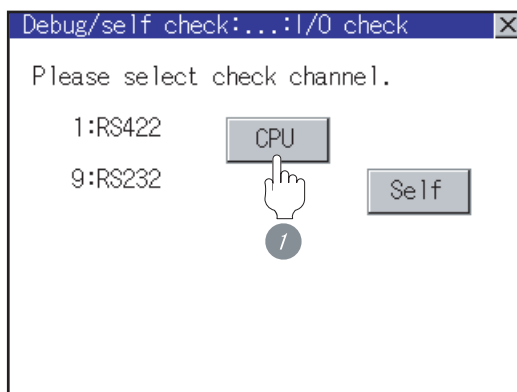 Debug/self check:...:I/O check ×
Please select check channel.
1:RS422 CPU
9:RS232 Self
1